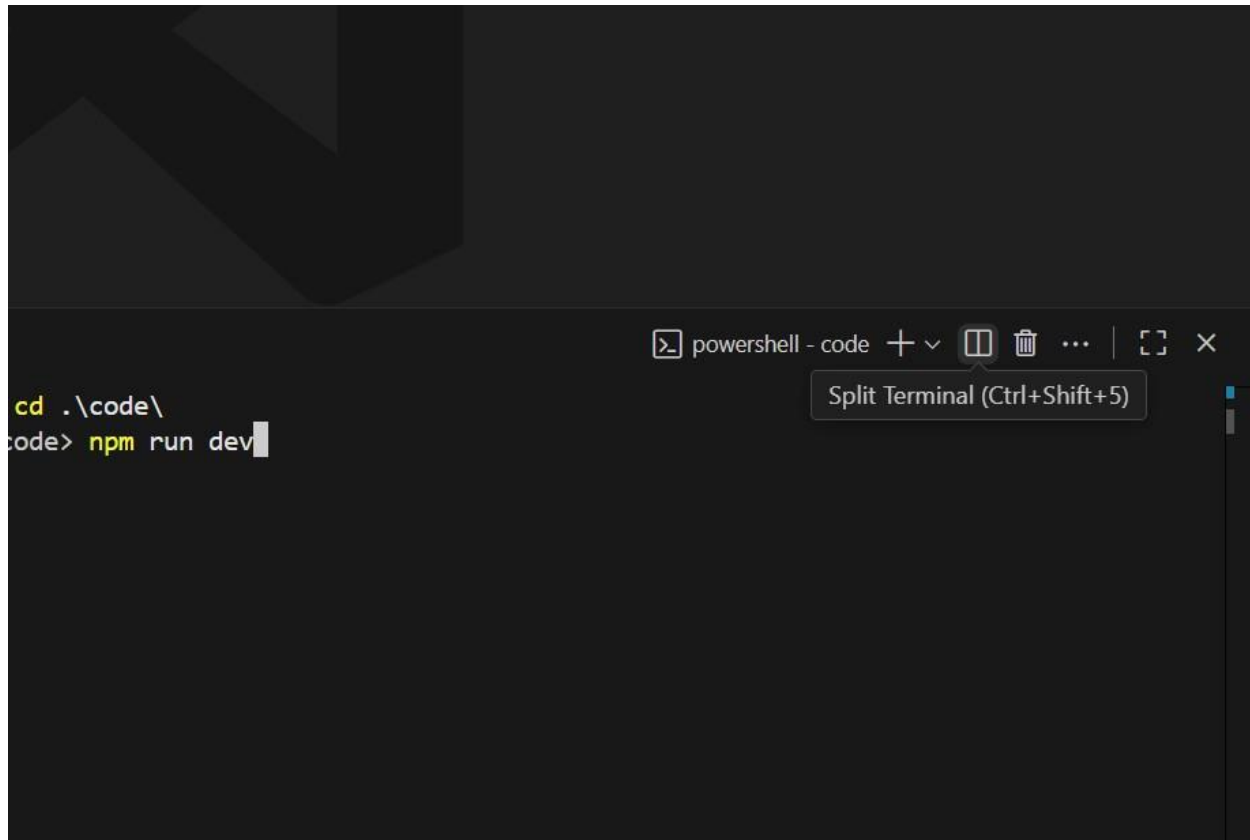 powershell - code
Split Terminal (Ctrl+Shift+5)
cd .\code\
code> npm run dev